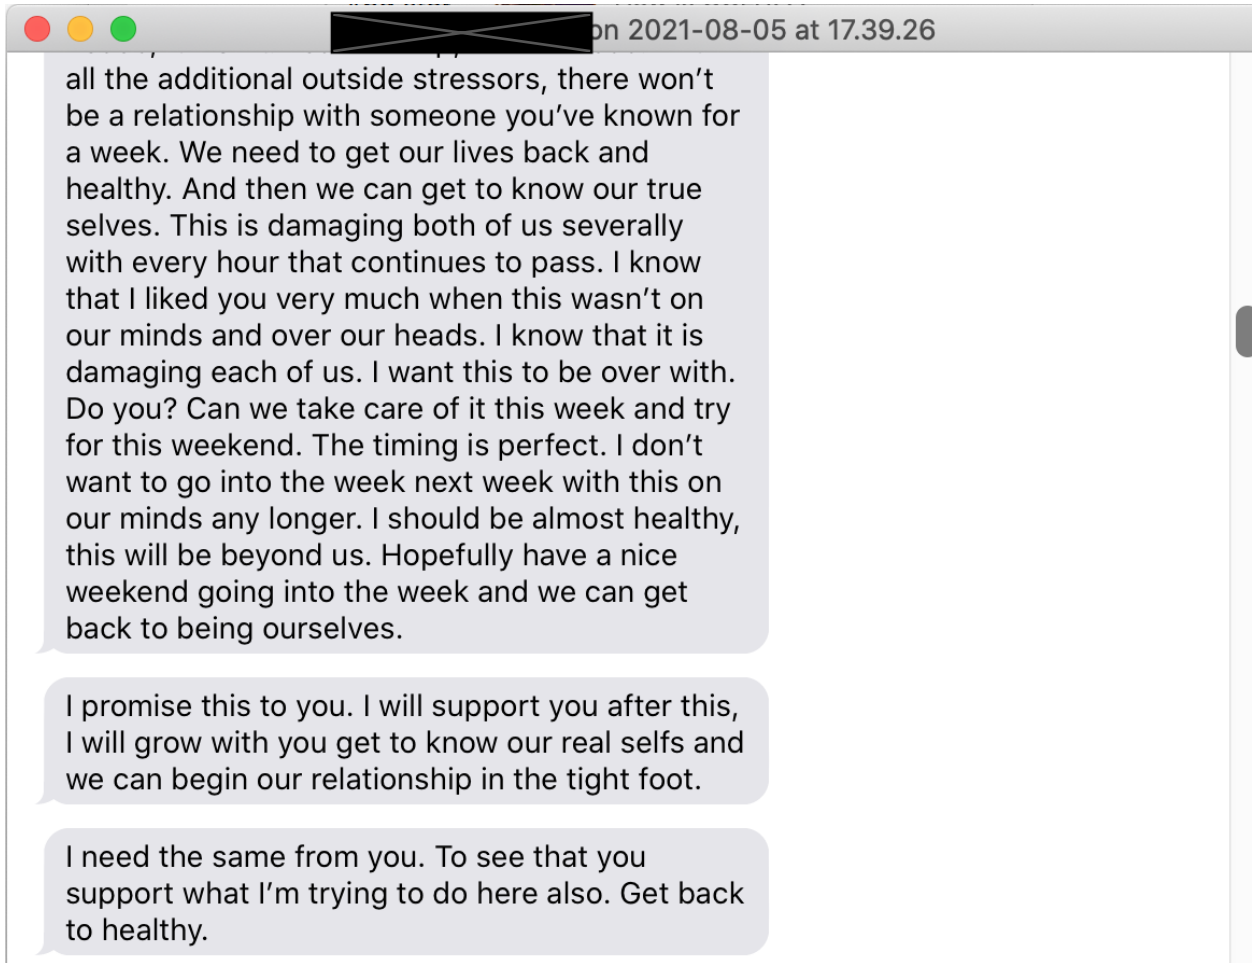 on 2021-08-05 at 17.39.26
all the additional outside stressors, there won’t
be a relationship with someone you’ve known for
a week. We need to get our lives back and
healthy. And then we can get to know our true
selves. This is damaging both of us severally
with every hour that continues to pass. I know
that I liked you very much when this wasn’t on
our minds and over our heads. I know that it is
damaging each of us. I want this to be over with.
Do you? Can we take care of it this week and try
for this weekend. The timing is perfect. I don’t
want to go into the week next week with this on
our minds any longer. I should be almost healthy,
this will be beyond us. Hopefully have a nice
weekend going into the week and we can get
back to being ourselves.
I promise this to you. I will support you after this,
I will grow with you get to know our real selfs and
we can begin our relationship in the tight foot.
I need the same from you. To see that you
support what I’m trying to do here also. Get back
to healthy.